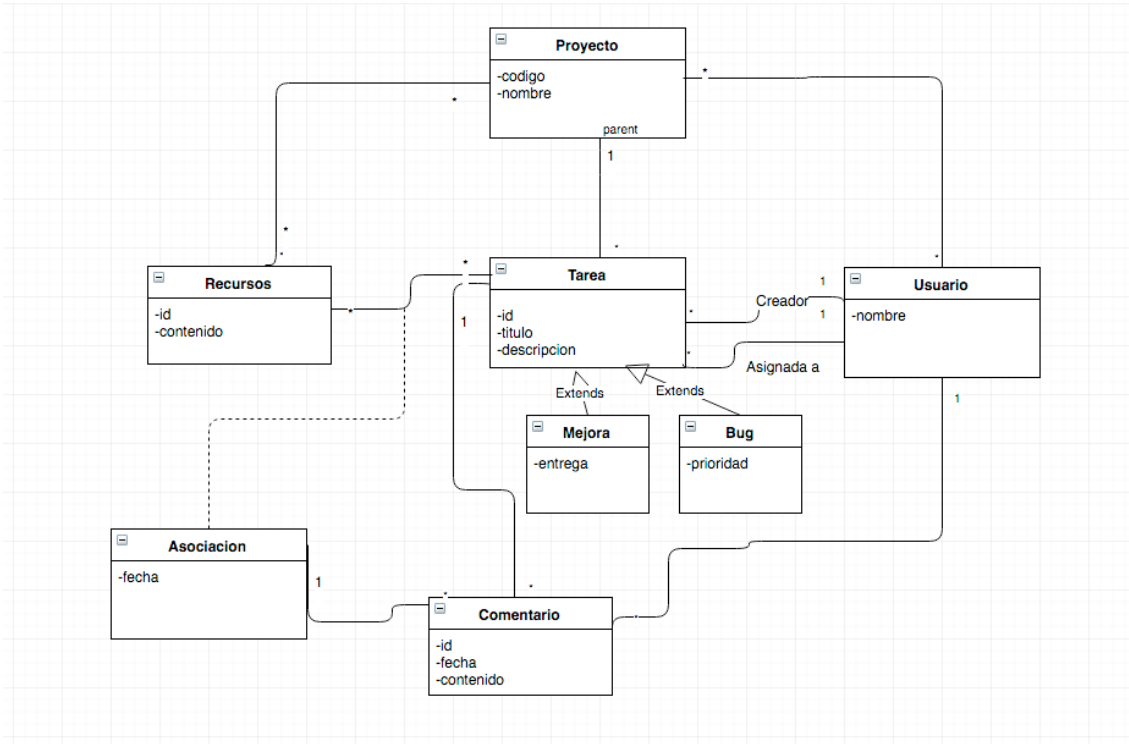 Proyecto
-codigo
-nombre
parent
*
*
1
*
*
*
*
Recursos
-id
-contenido
*
*
1
Tarea
-id
-titulo
-descripcion
*
*
Creador
1
1
Asignada a
*
Usuario
-nombre
1
Extends
Extends
Mejora
-entrega
Bug
-prioridad
Asociacion
-fecha
1
*
*
*
Comentario
-id
-fecha
-contenido